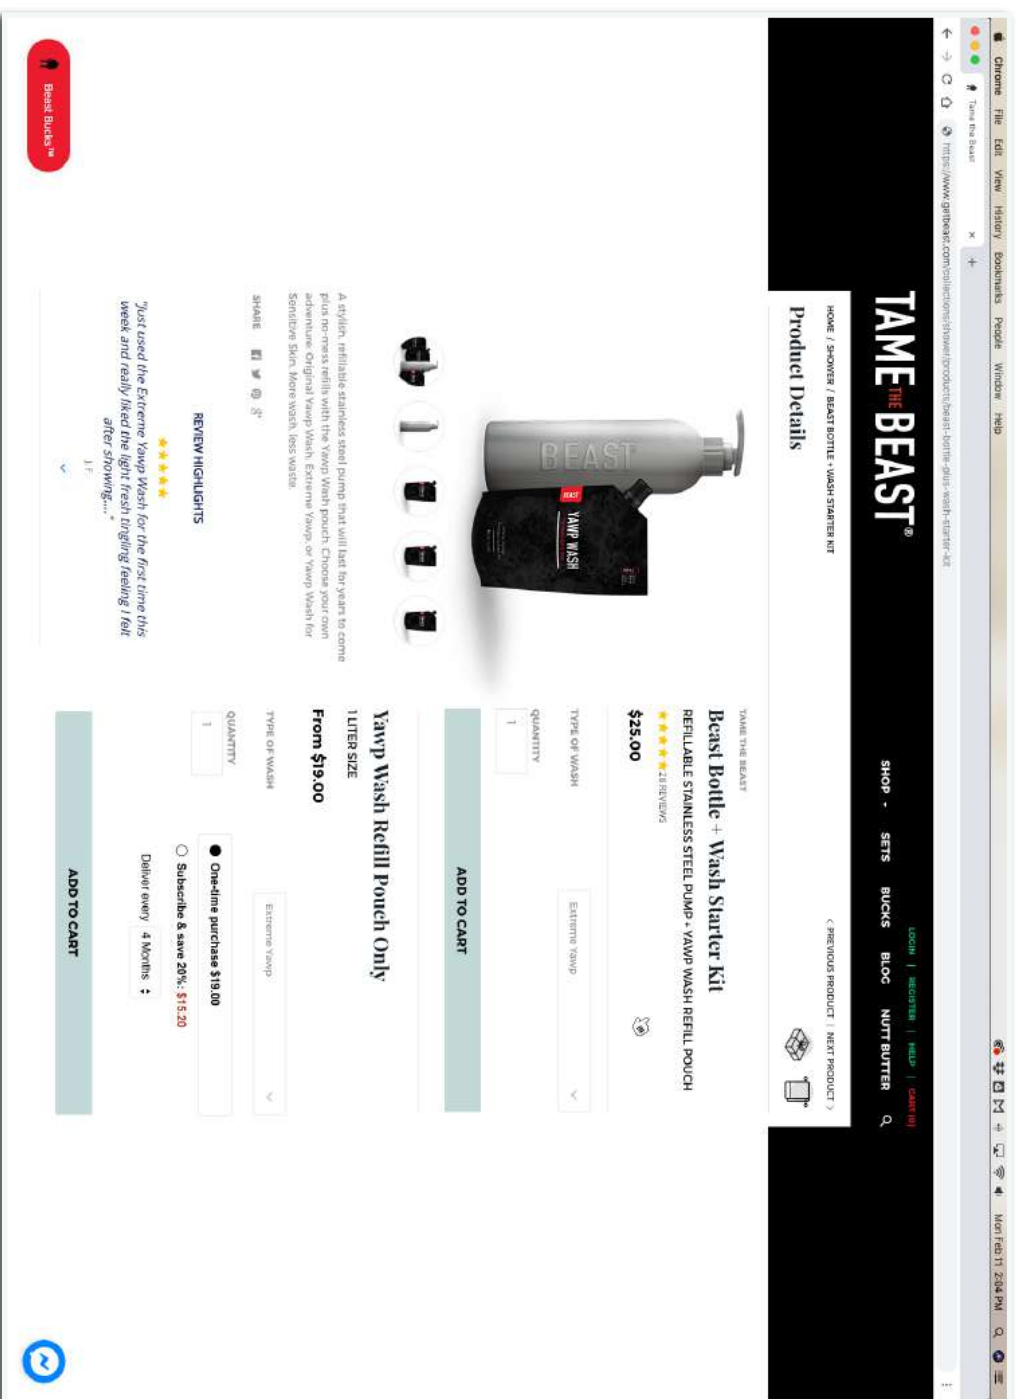 Chrome File Edit View History Bookmarks People Window Help
Mon Feb 11 2:04 PM
Tame the Beast
https://www.getbeast.com/collections/shower/products/beast-bottle-plus-wash-starter-kit
LOGIN | REGISTER | HELP | CART (0)
TAME THE BEAST®
SHOP SETS BUCKS BLOG NUTT BUTTER
HOME / SHOWER / BEAST BOTTLE + WASH STARTER KIT
< PREVIOUS PRODUCT | NEXT PRODUCT >
Product Details
BEAST
BEAST
YAWP WASH
A stylish, refillable stainless steel pump that will last for years to come
plus no-mess refills with the Yawp Wash pouch. Choose your own
adventure: Original Yawp Wash, Extreme Yawp, or Yawp Wash for
Sensitive Skin. More wash, less waste.
SHARE
REVIEW HIGHLIGHTS
"Just used the Extreme Yawp Wash for the first time this
week and really liked the light fresh tingling feeling I felt
after showing...."
J. F.
TAME THE BEAST
Beast Bottle + Wash Starter Kit
REFILLABLE STAINLESS STEEL PUMP + YAWP WASH REFILL POUCH
28 REVIEWS
$25.00
TYPE OF WASH Extreme Yawp
QUANTITY
1
ADD TO CART
Yawp Wash Refill Pouch Only
1 LITER SIZE
From $19.00
TYPE OF WASH Extreme Yawp
QUANTITY
1
One-time purchase $19.00
Subscribe & save 20%: $15.20
Deliver every 4 Months
ADD TO CART
Beast Bucks™